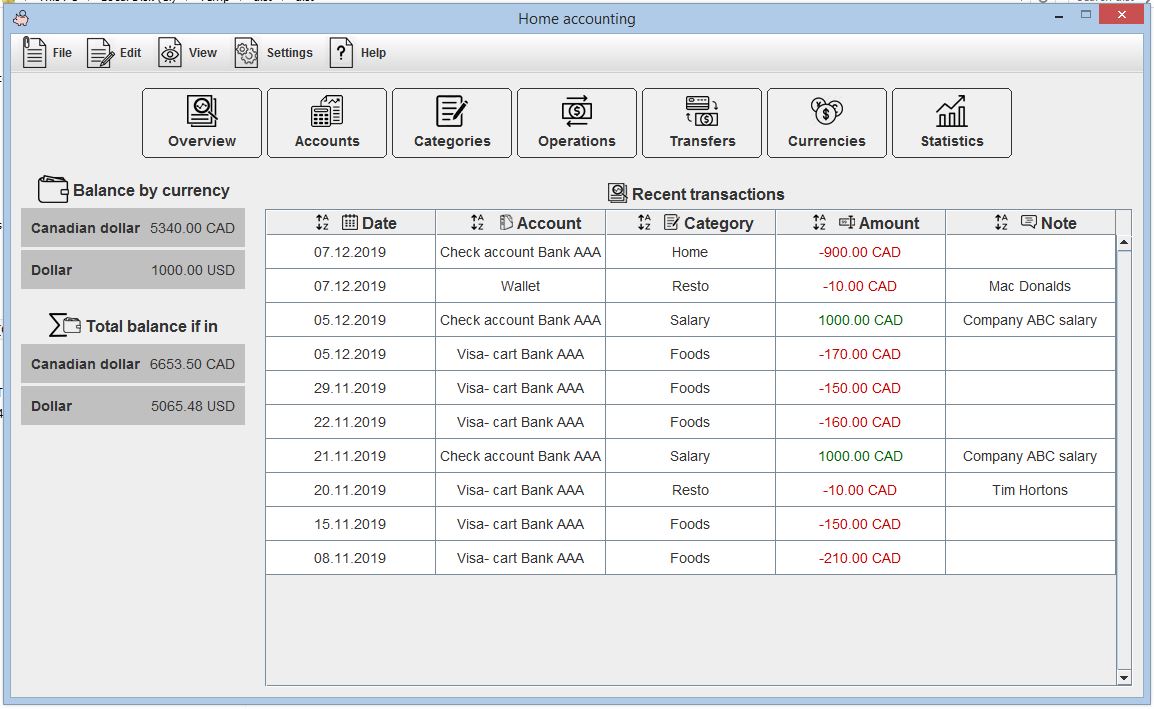 Home accounting
File Edit View Settings ? Help
Overview Accounts Categories Operations Transfers Currencies Statistics
Balance by currency
Canadian dollar 5340.00 CAD
Dollar 1000.00 USD
Total balance if in
Canadian dollar 6653.50 CAD
Dollar 5065.48 USD
Recent transactions
Date Account Category Amount Note
07.12.2019 Check account Bank AAA Home -900.00 CAD
07.12.2019 Wallet Resto -10.00 CAD Mac Donalds
05.12.2019 Check account Bank AAA Salary 1000.00 CAD Company ABC salary
05.12.2019 Visa- cart Bank AAA Foods -170.00 CAD
29.11.2019 Visa- cart Bank AAA Foods -150.00 CAD
22.11.2019 Visa- cart Bank AAA Foods -160.00 CAD
21.11.2019 Check account Bank AAA Salary 1000.00 CAD Company ABC salary
20.11.2019 Visa- cart Bank AAA Resto -10.00 CAD Tim Hortons
15.11.2019 Visa- cart Bank AAA Foods -150.00 CAD
08.11.2019 Visa- cart Bank AAA Foods -210.00 CAD